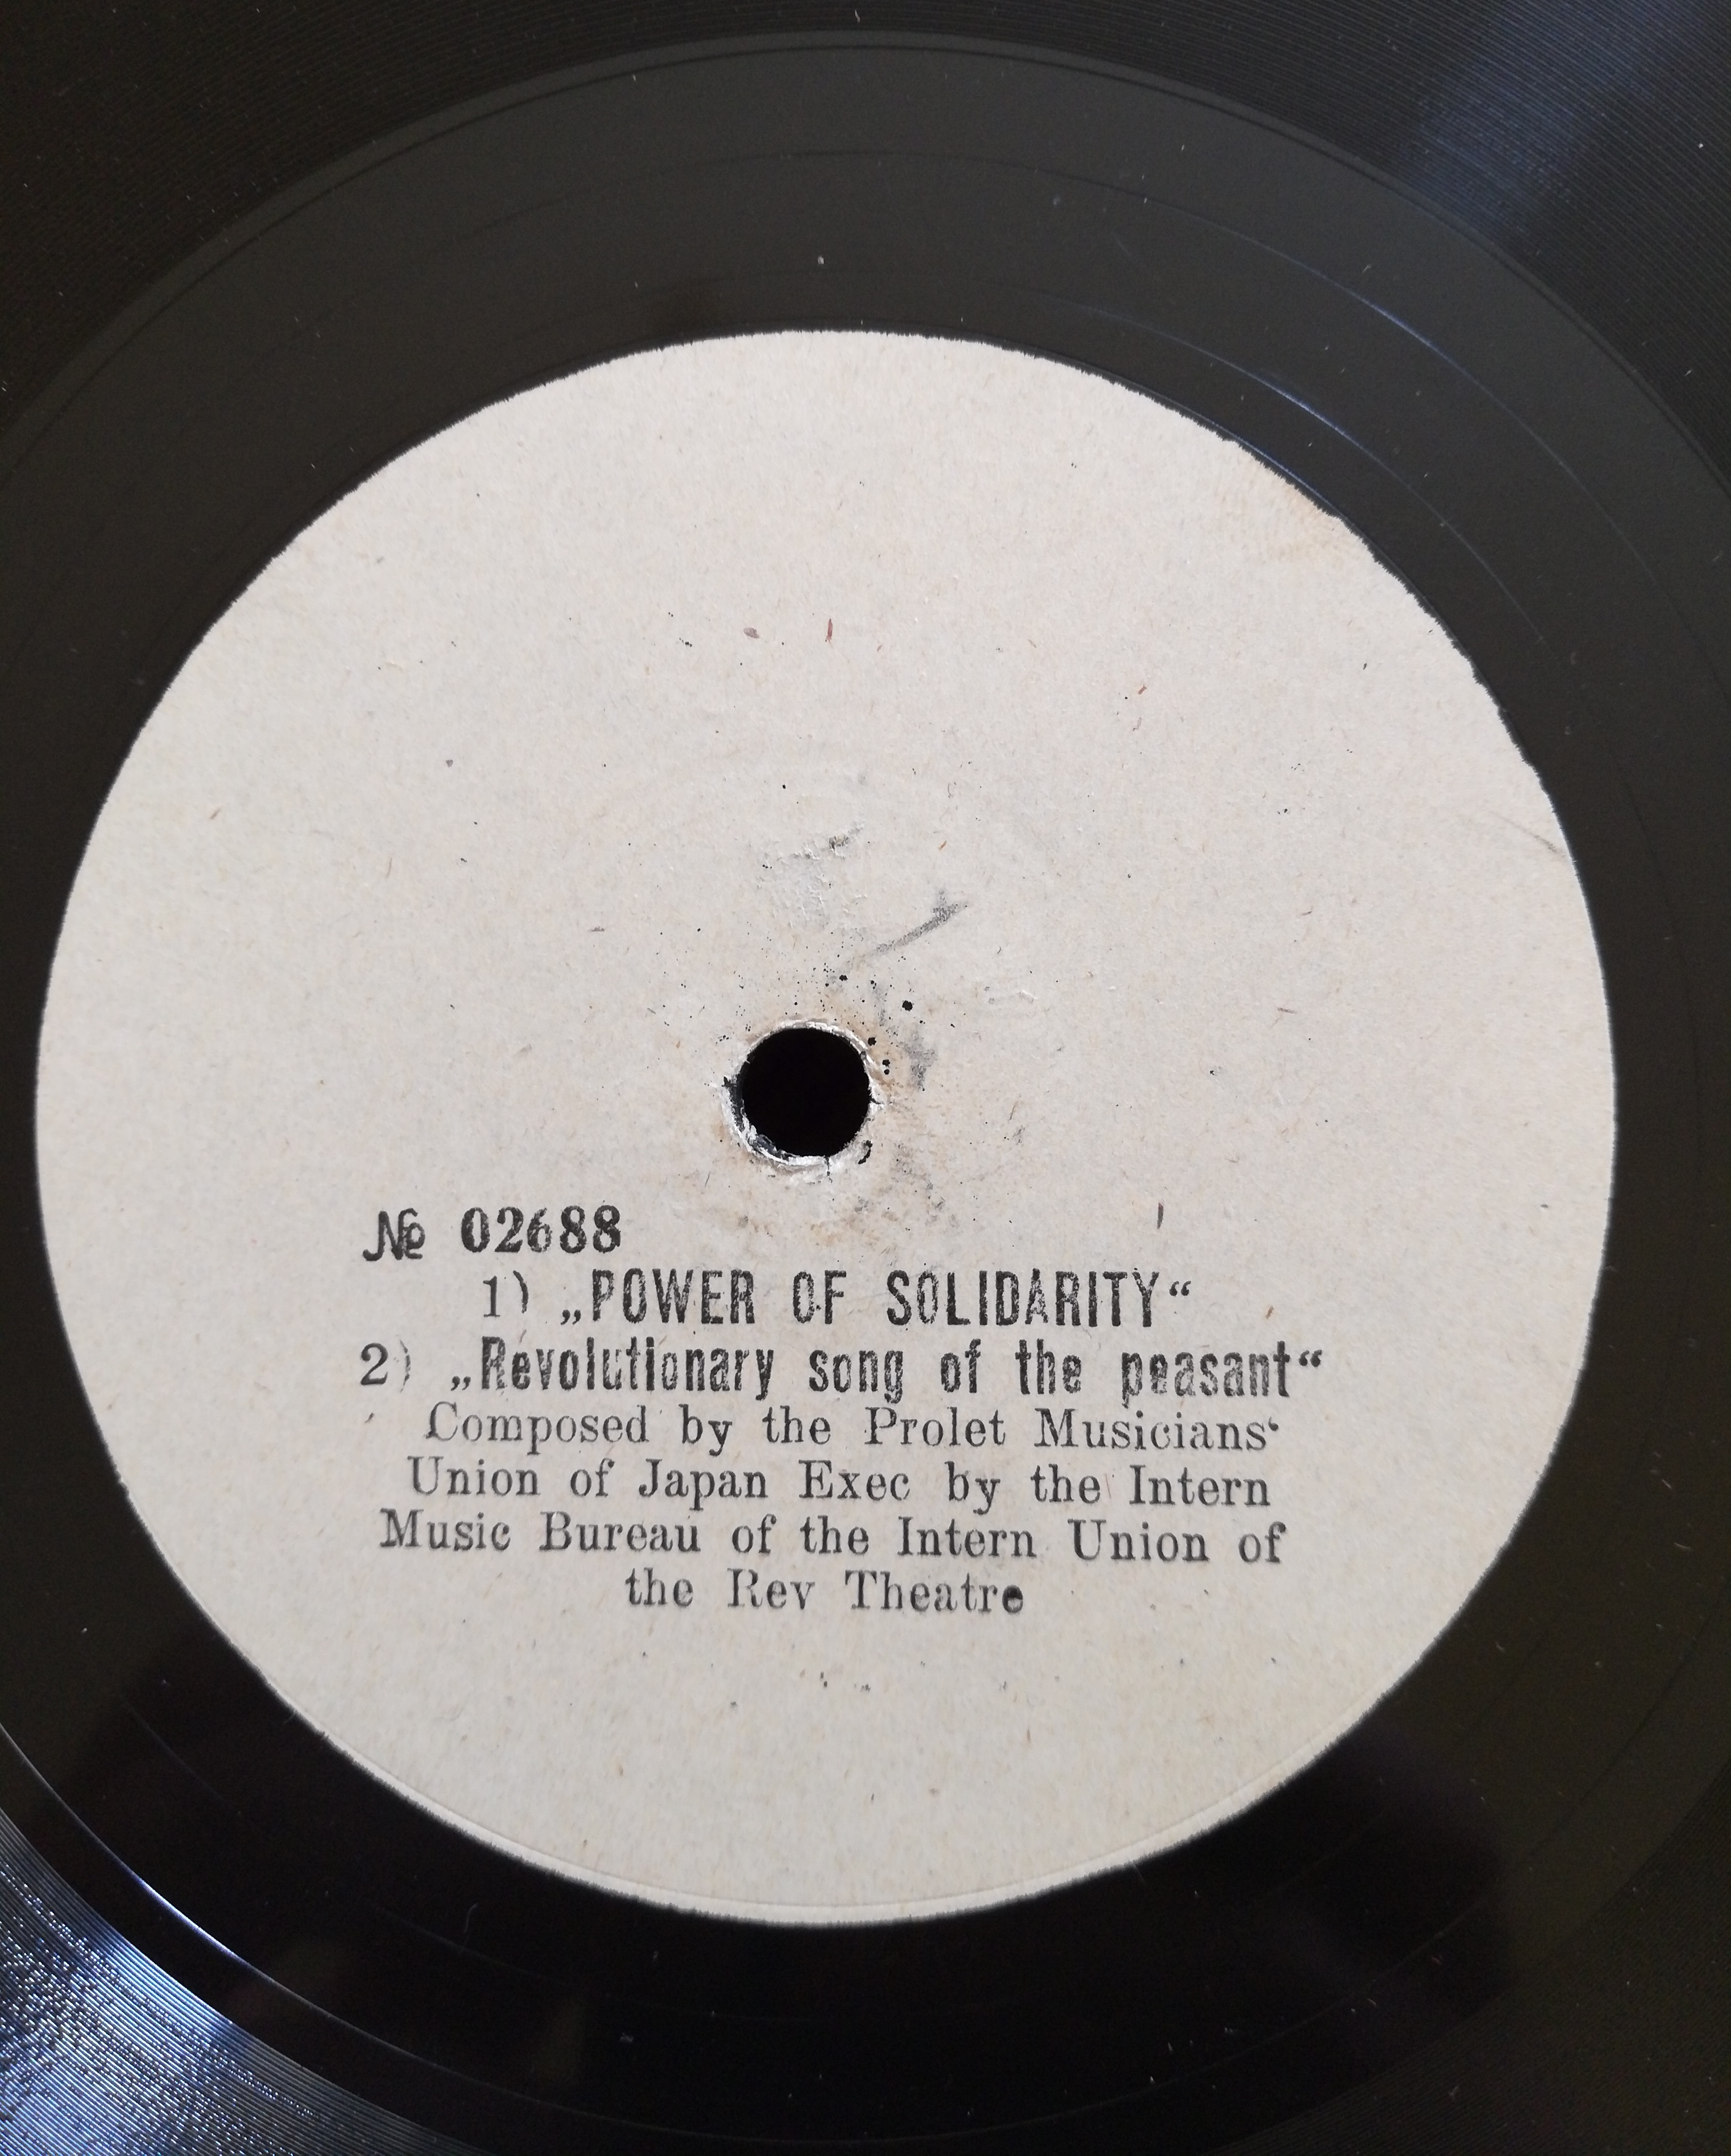 № 02688
1) „POWER OF SOLIDARITY“
2) „Revolutionary song of the peasant“
Composed by the Prolet Musicians‘
Union of Japan Exec by the Intern
Music Bureau of the Intern Union of
the Rev Theatre